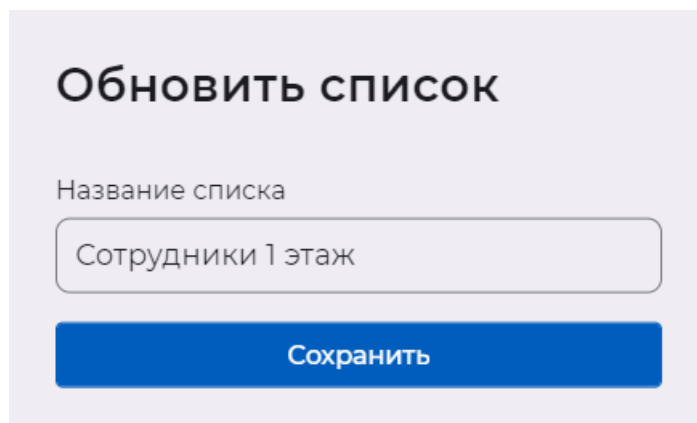 Обновить список
Название списка
Сотрудники 1 этаж
Сохранить